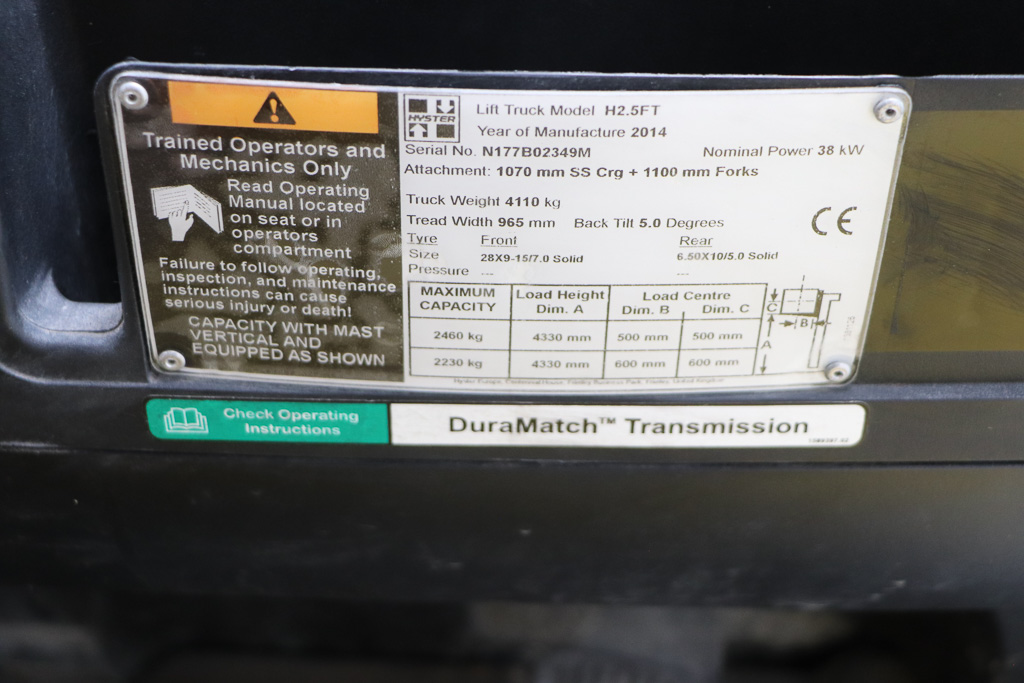 Trained Operators and
Mechanics Only
Read Operating
Manual located
on seat or in
operators
compartment
Failure to follow operating,
inspection, and maintenance
instructions can cause
serious injury or death!
CAPACITY WITH MAST
VERTICAL AND
EQUIPPED AS SHOWN
HYSTER
Lift Truck Model H2.5FT
Year of Manufacture 2014
Serial No. N177B02349M Nominal Power 38 kW
Attachment: 1070 mm SS Crg + 1100 mm Forks
Truck Weight 4110 kg
Tread Width 965 mm Back Tilt 5.0 Degrees
CE
Tyre Front Rear
Size 28X9-15/7.0 Solid 6.50X10/5.0 Solid
Pressure --- ---
MAXIMUM CAPACITY Load Height Dim. A Load Centre Dim. B Dim. C
2460 kg 4330 mm 500 mm 500 mm
2230 kg 4330 mm 600 mm 600 mm
C
B
A
Check Operating
Instructions
DuraMatch™ Transmission